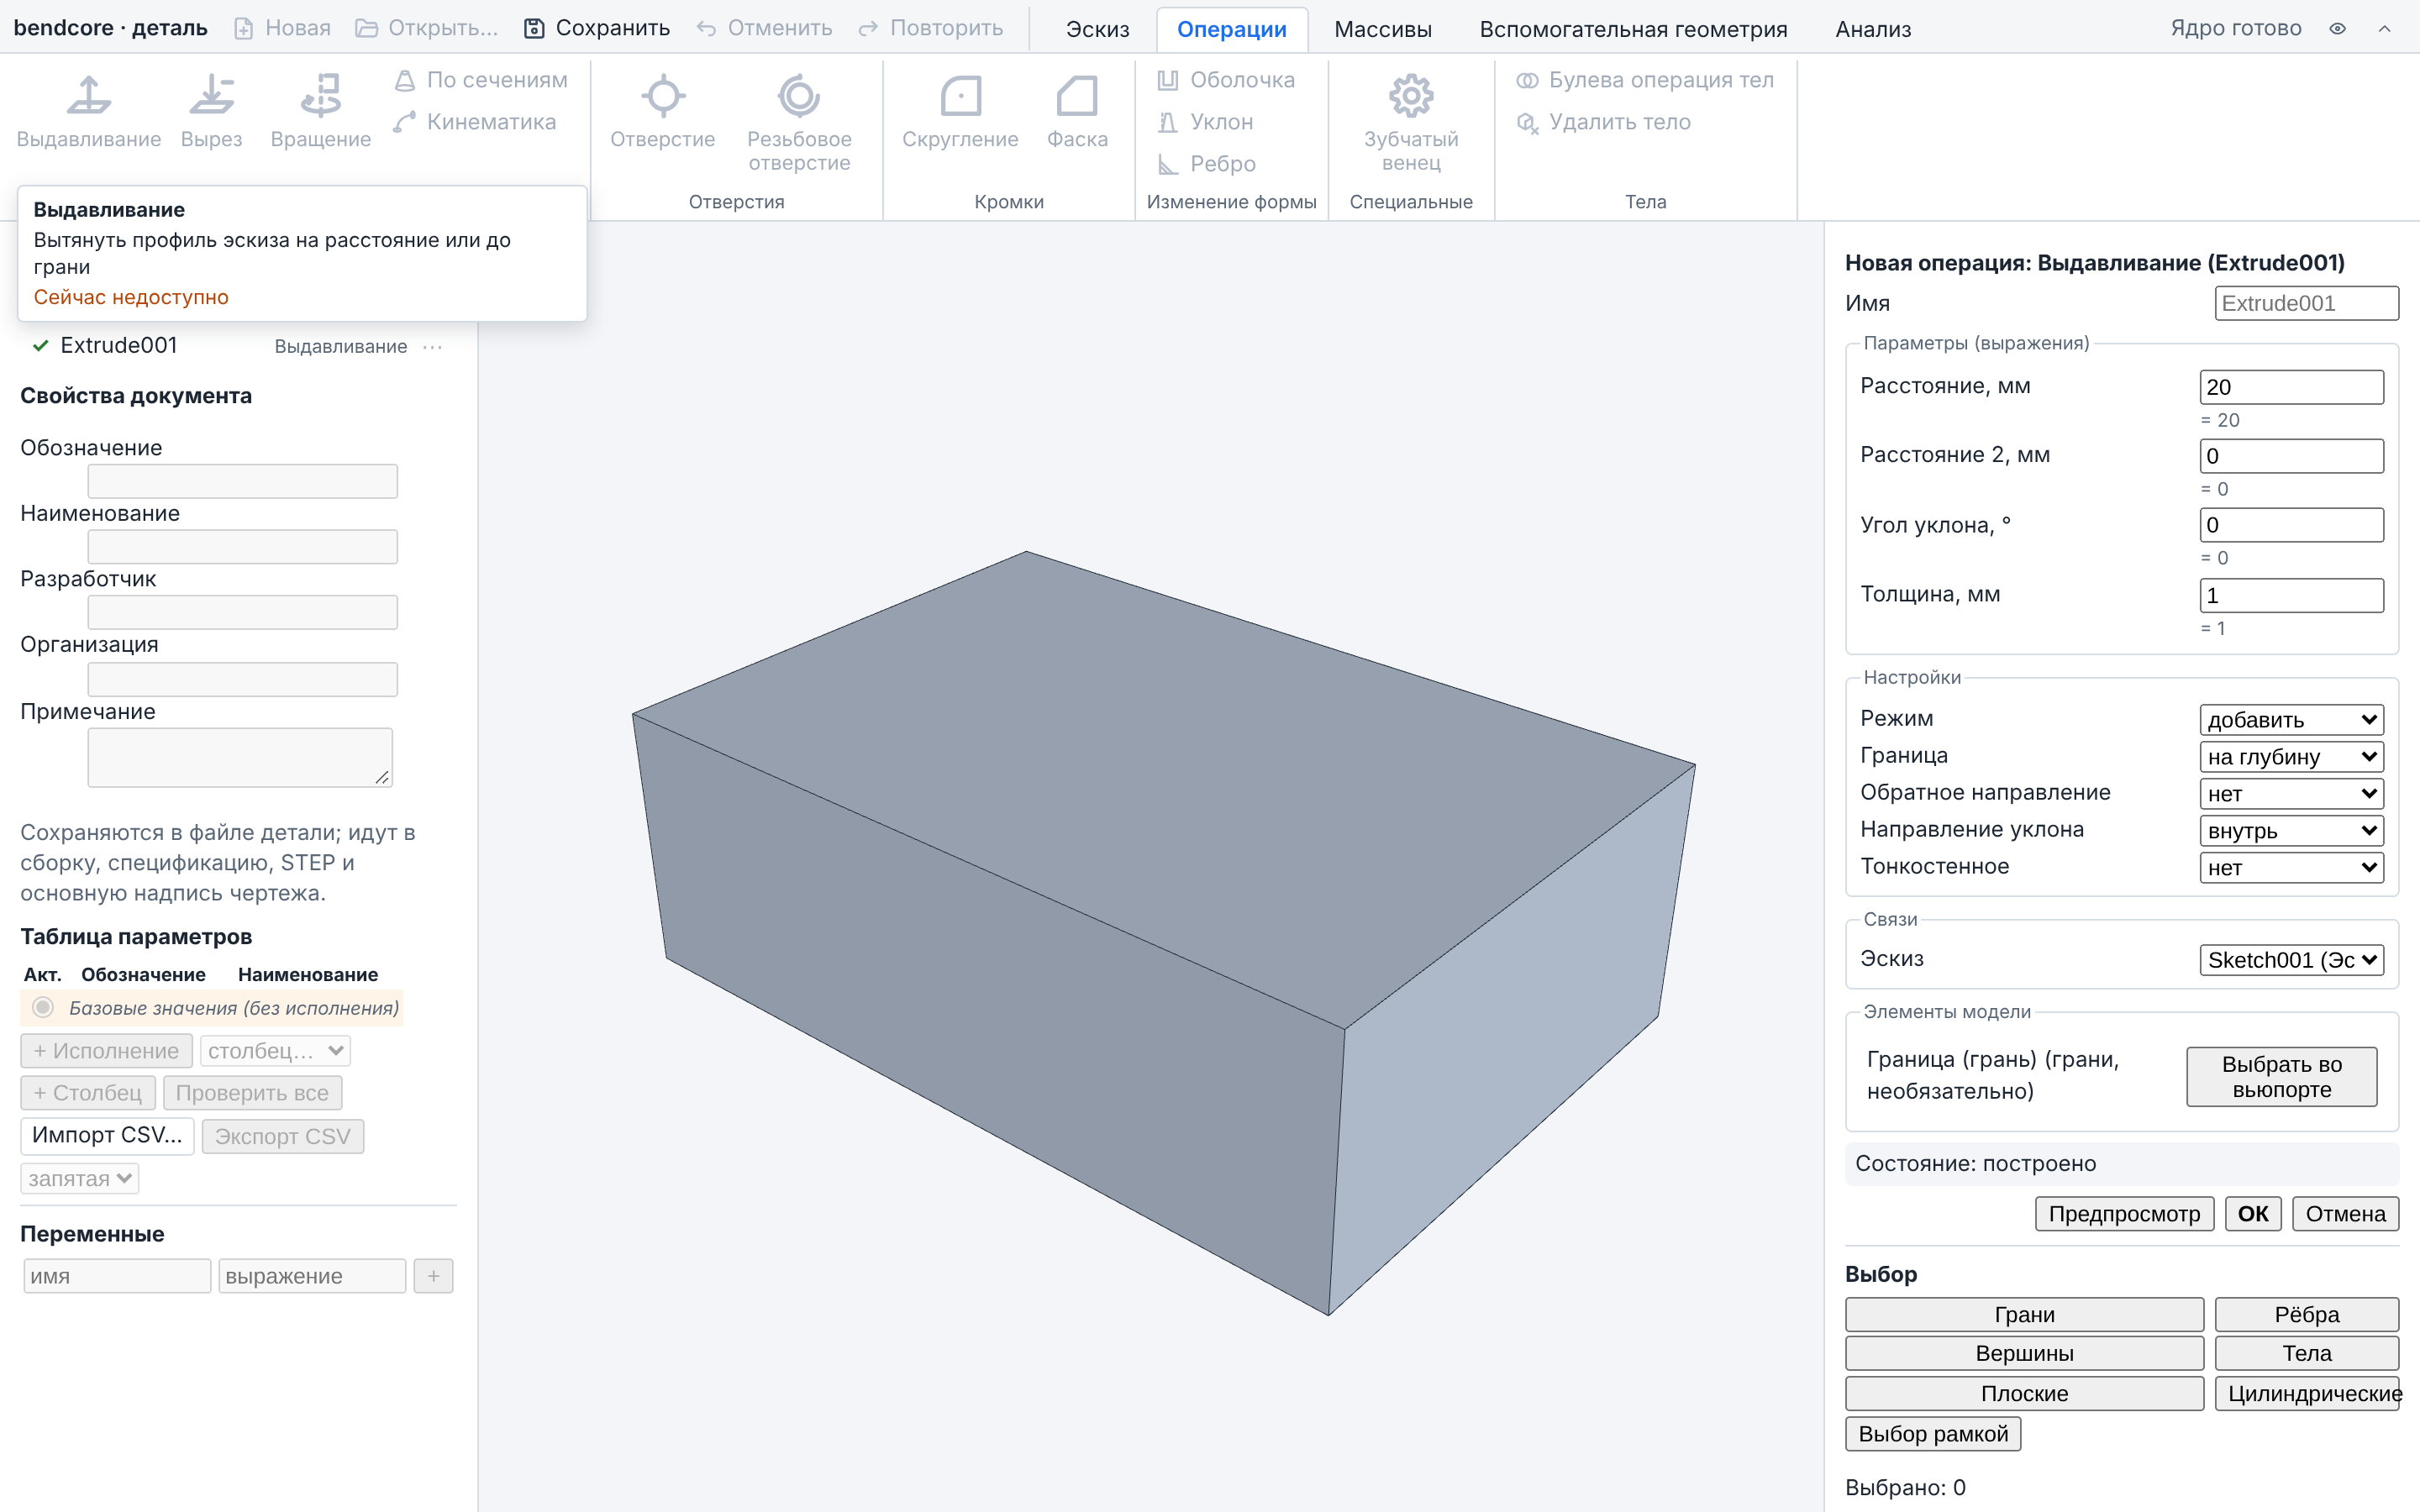 bendcore · деталь
Новая
Открыть...
Сохранить
Отменить
Повторить
Эскиз
Операции
Массивы
Вспомогательная геометрия
Анализ
Ядро готово
Выдавливание
Вырез
Вращение
По сечениям
Кинематика
Отверстие
Резьбовое
отверстие
Отверстия
Скругление
Фаска
Кромки
Оболочка
Уклон
Ребро
Изменение формы
Зубчатый
венец
Специальные
Булева операция тел
Удалить тело
Тела
Выдавливание
Вытянуть профиль эскиза на расстояние или до
грани
Сейчас недоступно
Extrude001
Выдавливание
Свойства документа
Обозначение
Наименование
Разработчик
Организация
Примечание
Сохраняются в файле детали; идут в
сборку, спецификацию, STEP и
основную надпись чертежа.
Таблица параметров
Акт. Обозначение Наименование
Базовые значения (без исполнения)
+ Исполнение
столбец...
+ Столбец
Проверить все
Импорт CSV...
Экспорт CSV
запятая
Переменные
имя
выражение
+
Новая операция: Выдавливание (Extrude001)
Имя
Extrude001
Параметры (выражения)
Расстояние, мм
20
= 20
Расстояние 2, мм
0
= 0
Угол уклона, °
0
= 0
Толщина, мм
1
= 1
Настройки
Режим
добавить
Граница
на глубину
Обратное направление
нет
Направление уклона
внутрь
Тонкостенное
нет
Связи
Эскиз
Sketch001 (Эс
Элементы модели
Граница (грань) (грани,
необязательно)
Выбрать во
вьюпорте
Состояние: построено
Предпросмотр
ОК
Отмена
Выбор
Грани
Рёбра
Вершины
Тела
Плоские
Цилиндрические
Выбор рамкой
Выбрано: 0